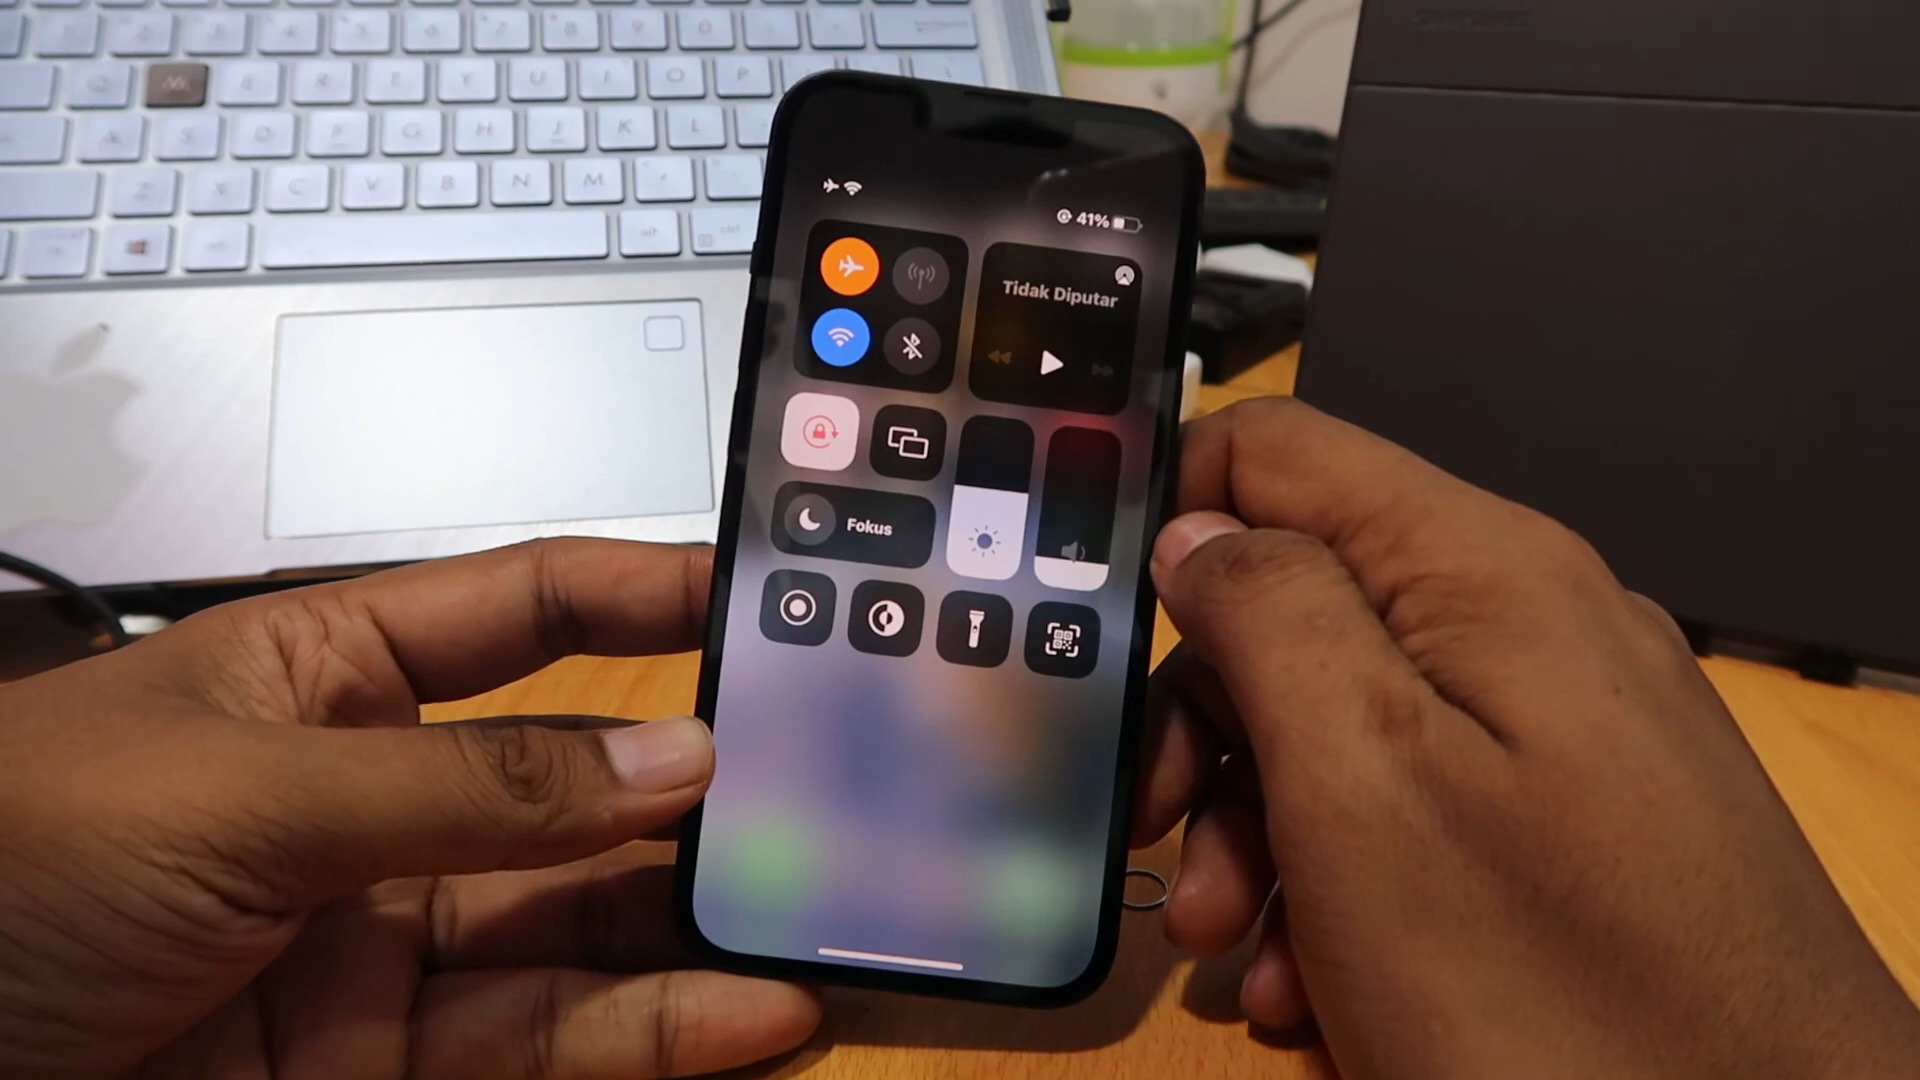 41%
Tidak Diputar
Fokus
Q E R T Y U I O P
A S D F G H J K L
Z X C V B N M